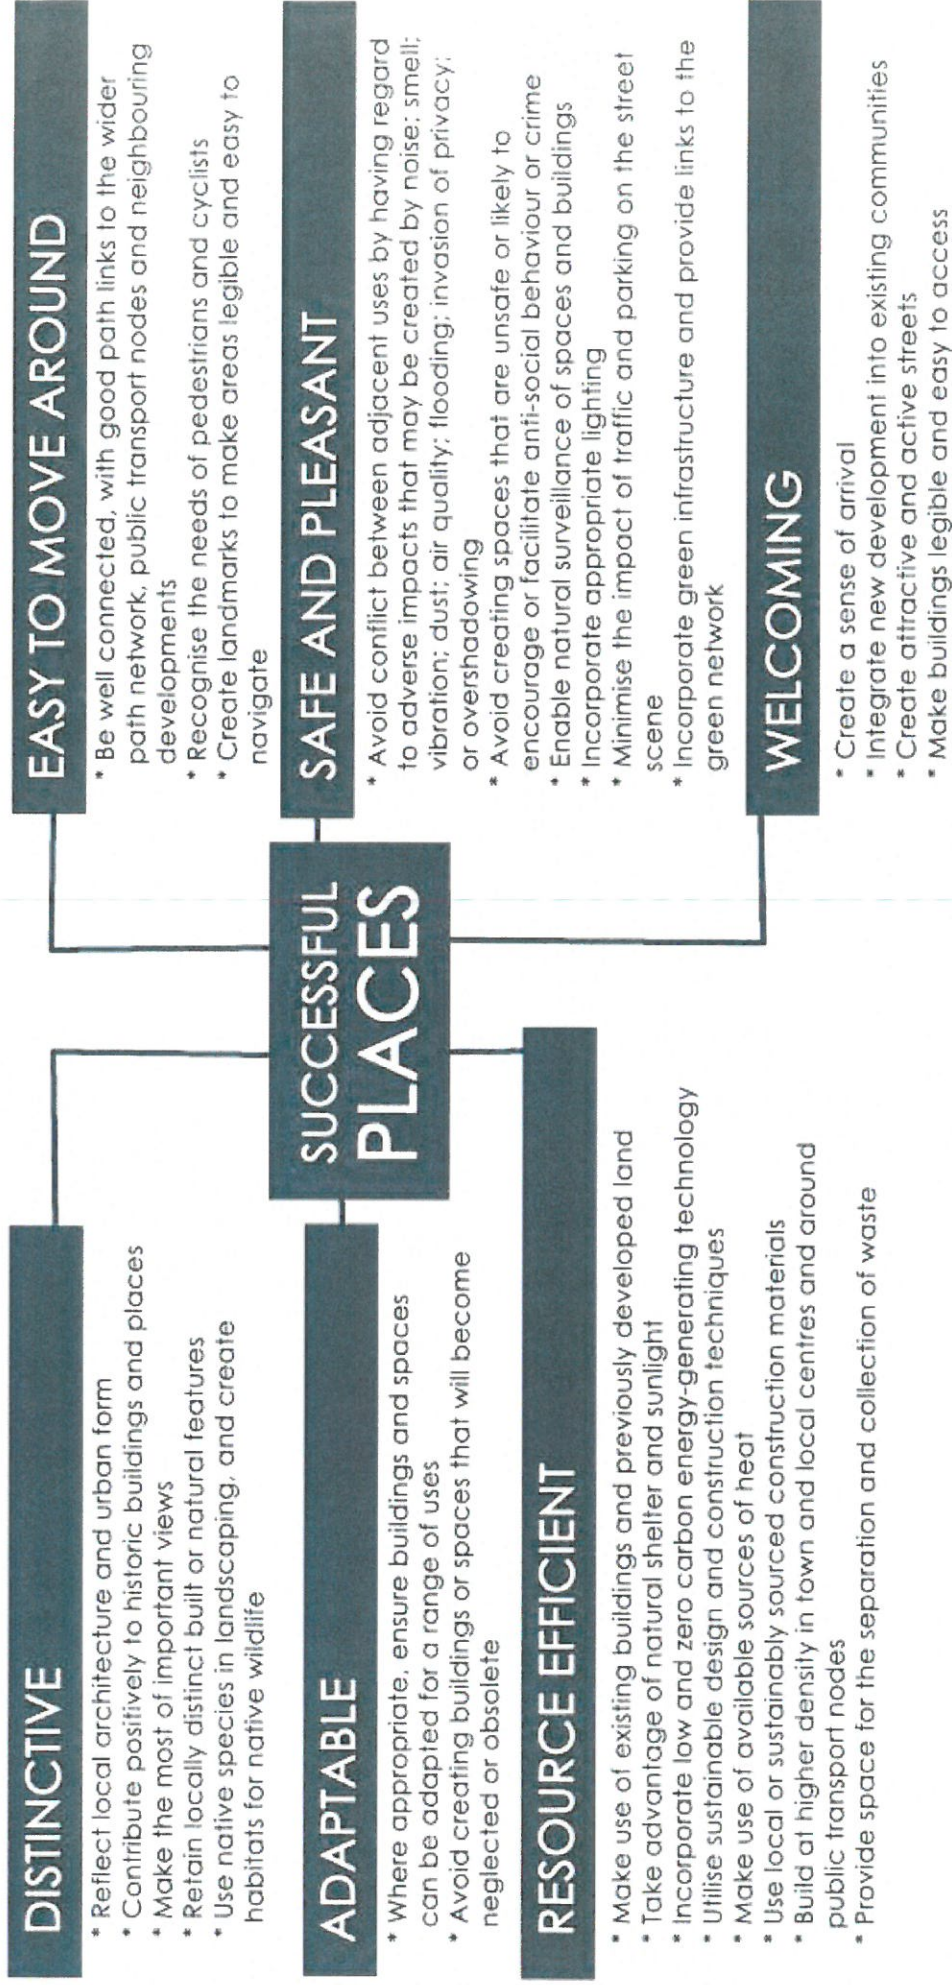 DISTINCTIVE
* Reflect local architecture and urban form
* Contribute positively to historic buildings and places
* Make the most of important views
* Retain locally distinct built or natural features
* Use native species in landscaping, and create
habitats for native wildlife
ADAPTABLE
* Where appropriate, ensure buildings and spaces
can be adapted for a range of uses
* Avoid creating buildings or spaces that will become
neglected or obsolete
RESOURCE EFFICIENT
* Make use of existing buildings and previously developed land
* Take advantage of natural shelter and sunlight
* Incorporate low and zero carbon energy-generating technology
* Utilise sustainable design and construction techniques
* Make use of available sources of heat
* Use local or sustainably sourced construction materials
* Build at higher density in town and local centres and around
public transport nodes
* Provide space for the separation and collection of waste
SUCCESSFUL
PLACES
EASY TO MOVE AROUND
* Be well connected, with good path links to the wider
path network, public transport nodes and neighbouring
developments
* Recognise the needs of pedestrians and cyclists
* Create landmarks to make areas legible and easy to
navigate
SAFE AND PLEASANT
* Avoid conflict between adjacent uses by having regard
to adverse impacts that may be created by noise; smell;
vibration; dust; air quality; flooding; invasion of privacy;
or overshadowing
* Avoid creating spaces that are unsafe or likely to
encourage or facilitate anti-social behaviour or crime
* Enable natural surveillance of spaces and buildings
* Incorporate appropriate lighting
* Minimise the impact of traffic and parking on the street
scene
* Incorporate green infrastructure and provide links to the
green network
WELCOMING
* Create a sense of arrival
* Integrate new development into existing communities
* Create attractive and active streets
* Make buildings legible and easy to access